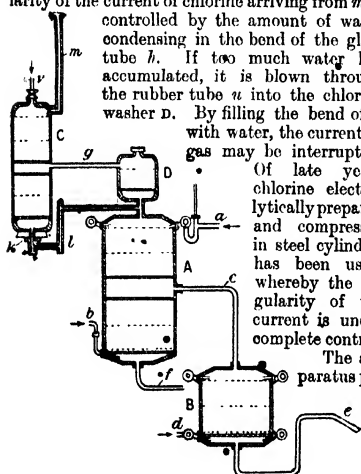 larity of the current of chlorine arriving from m
controlled by the amount of wa
condensing in the bend of the gl
tube h. If too much water
accumulated, it is blown throu
the rubber tube u into the chlor
washer D. By filling the bend of
with water, the current
gas may be interrupt
Of late ye
chlorine elect
lytically prepar
and compress
in steel cylind
has been us
whereby the
gularity of
current is und
complete contr
The a
paratus p
m
v
C
g
D
k
l
a
A
c
b
f
B
d
e